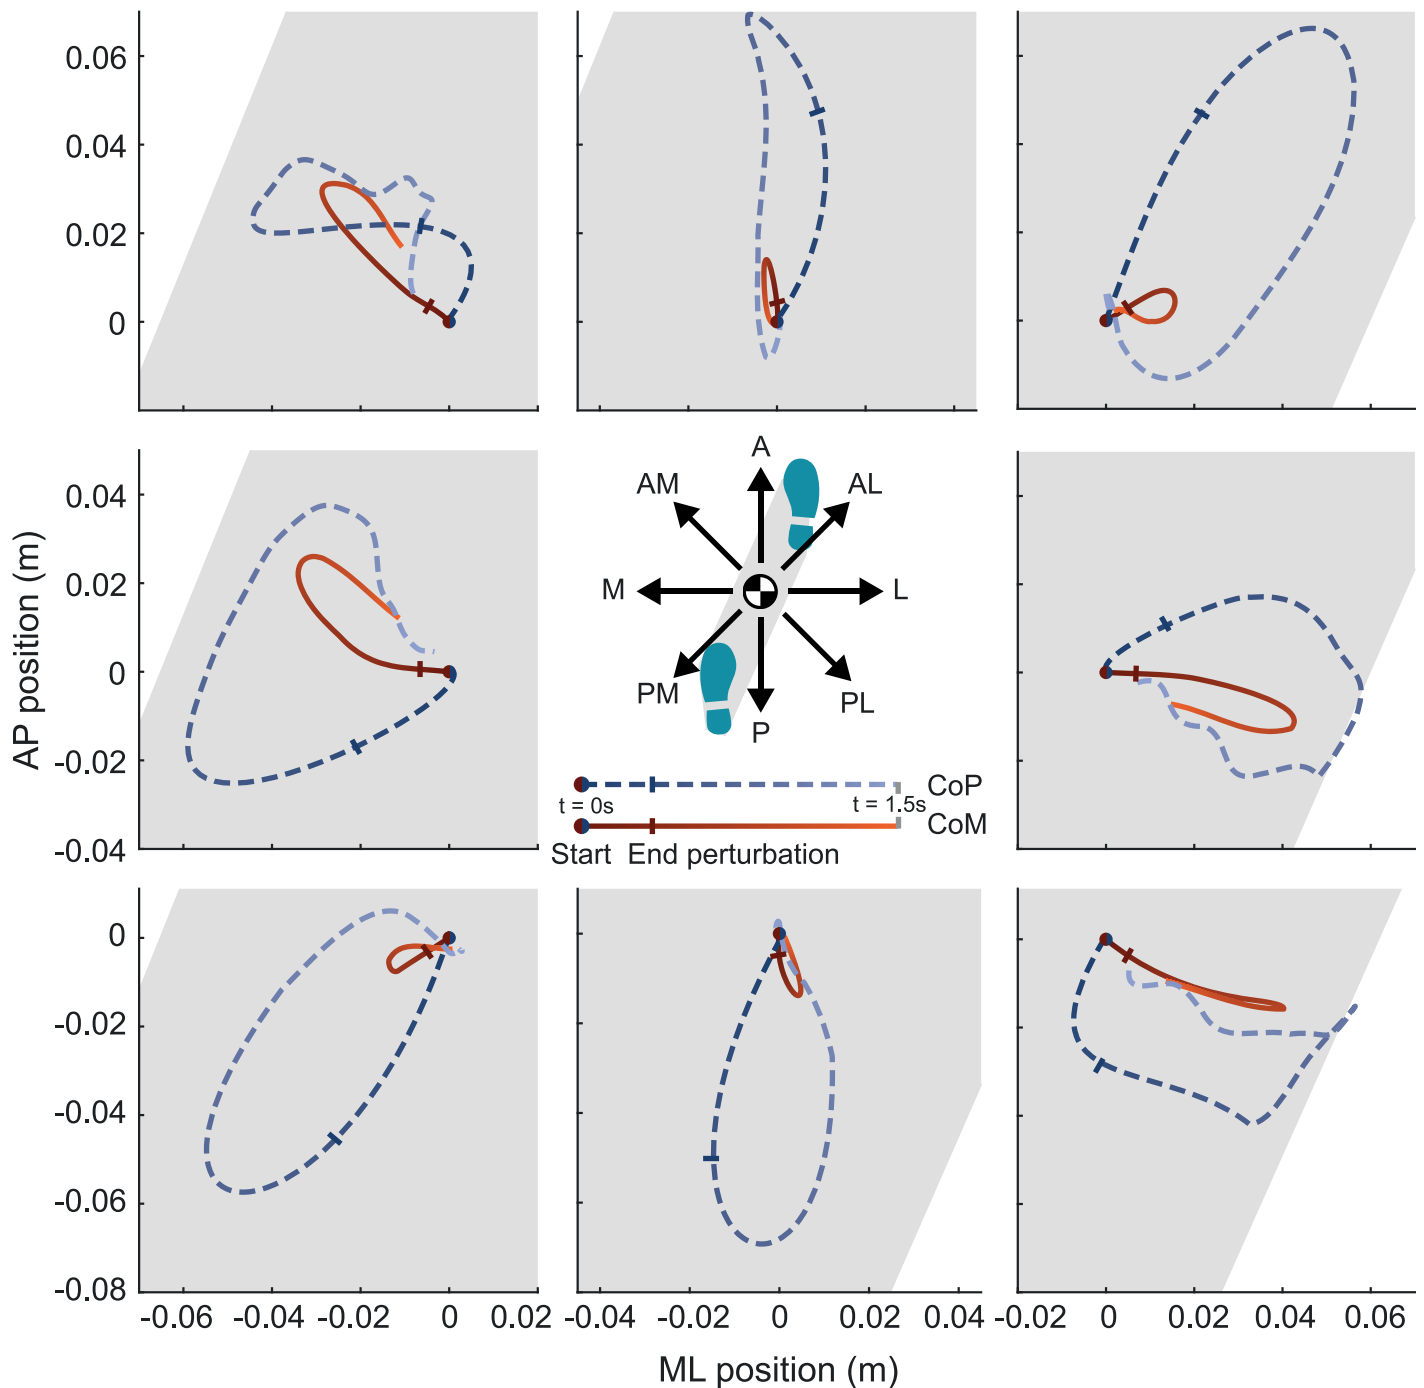 0.06
0.04
0.02
0
AP position (m)
0.04
0.02
0
-0.02
-0.04
A
AM
AL
M
L
PM
PL
P
CoP
t = 0s
t = 1.5s
CoM
Start
End perturbation
0
-0.02
-0.04
-0.06
-0.08
-0.06 -0.04 -0.02 0 0.02
-0.04 -0.02 0 0.02 0.04
-0.02 0 0.02 0.04 0.06
ML position (m)